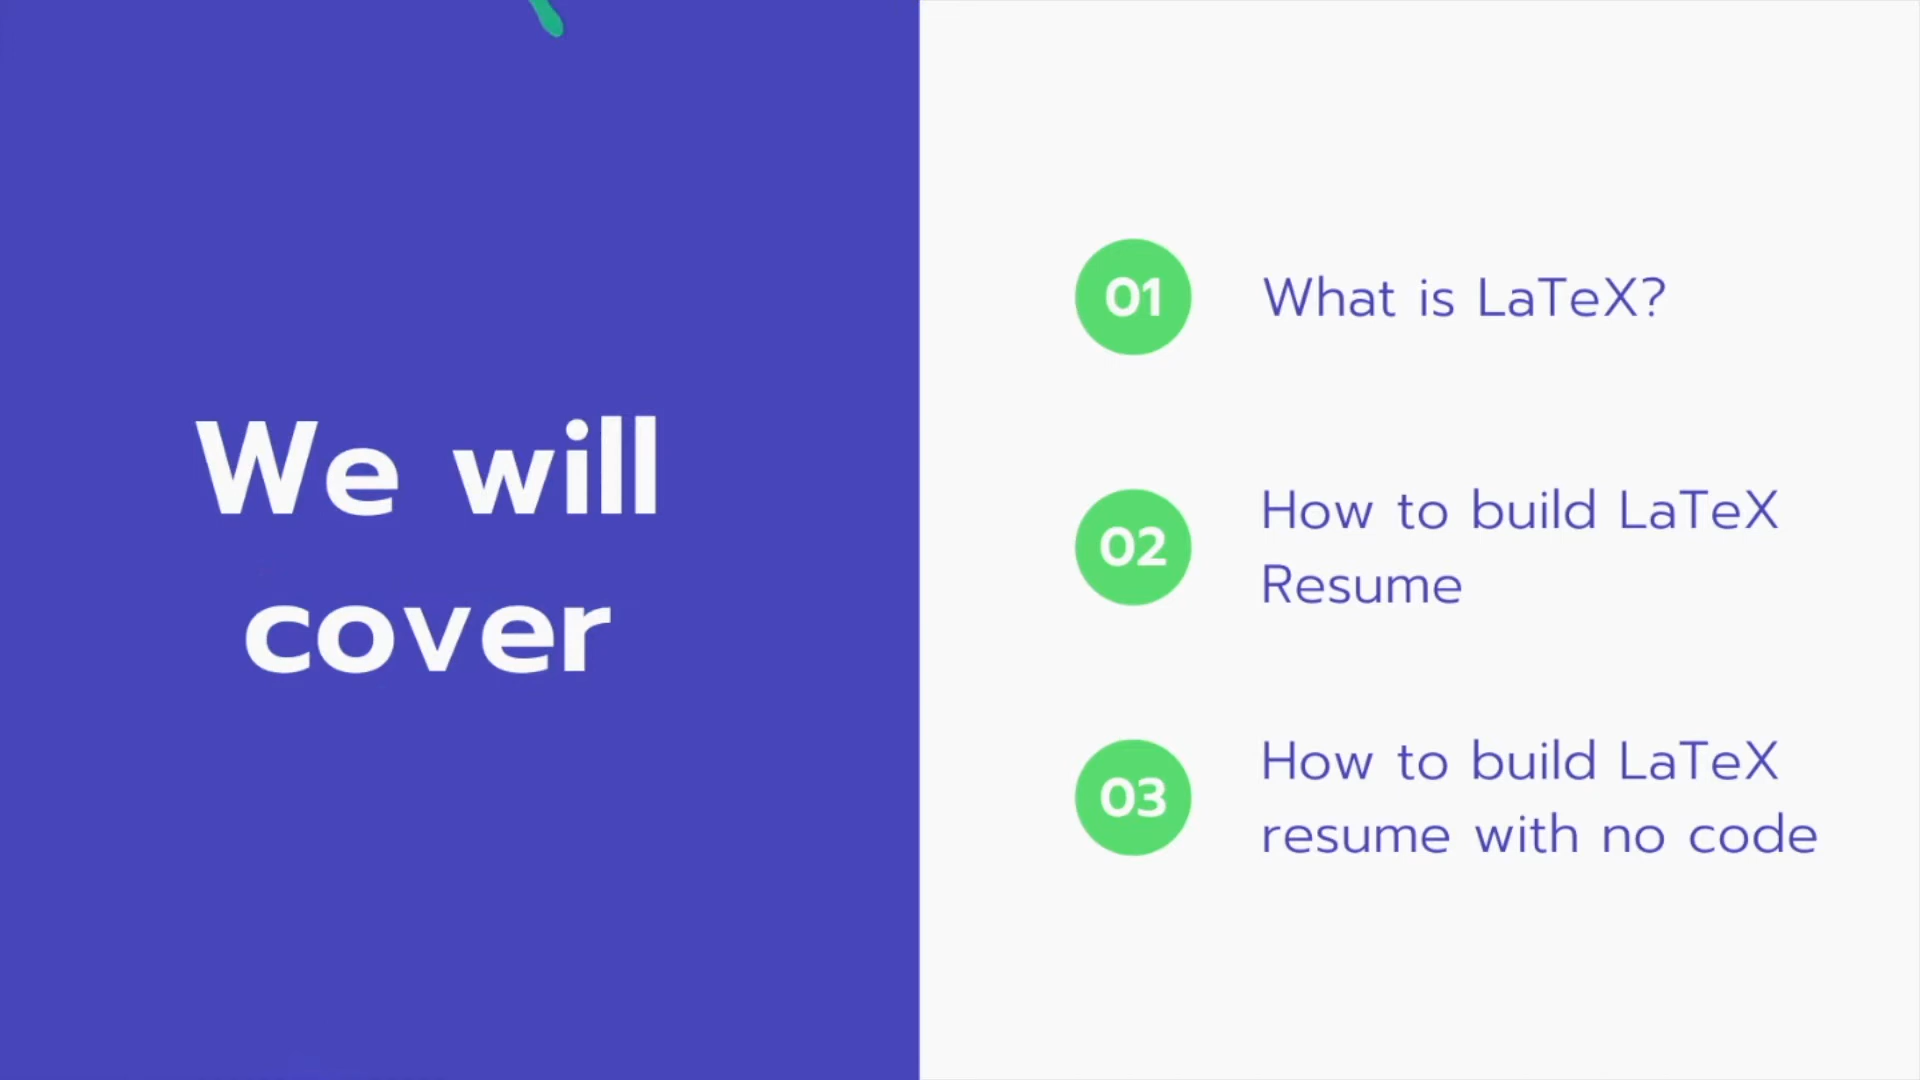 We will
cover
01
What is LaTeX?
02
How to build LaTeX
Resume
03
How to build LaTeX
resume with no code